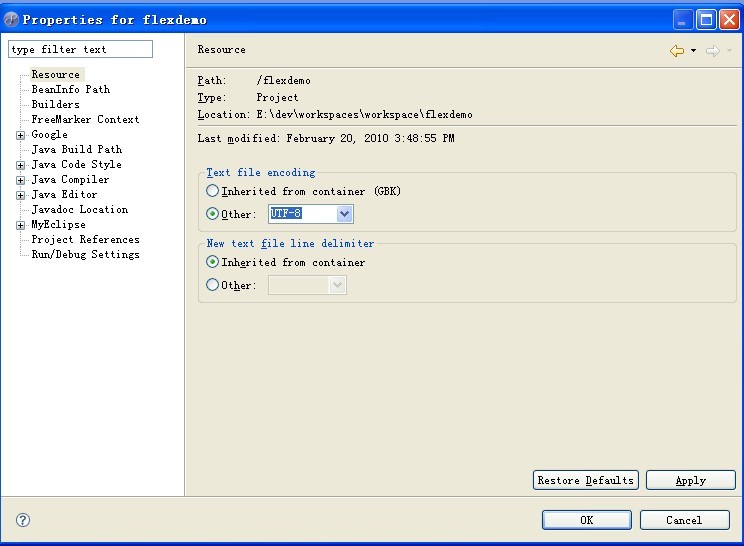 Properties for flexdemo
type filter text
Resource
BeanInfo Path
Builders
FreeMarker Context
Google
Java Build Path
Java Code Style
Java Compiler
Java Editor
Javadoc Location
MyEclipse
Project References
Run/Debug Settings
Resource
Path: /flexdemo
Type: Project
Location: E:\dev\workspaces\workspace\flexdemo
Last modified: February 20, 2010 3:48:55 PM
Text file encoding
Inherited from container (GBK)
Other: UTF-8
New text file line delimiter
Inherited from container
Other:
Restore Defaults Apply
? OK Cancel